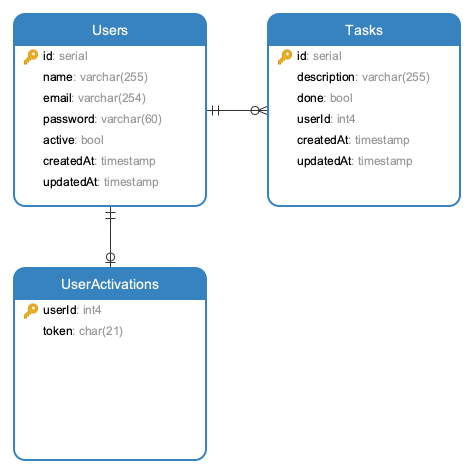 Users
id: serial
name: varchar(255)
email: varchar(254)
password: varchar(60)
active: bool
createdAt: timestamp
updatedAt: timestamp
Tasks
id: serial
description: varchar(255)
done: bool
userId: int4
createdAt: timestamp
updatedAt: timestamp
UserActivations
userId: int4
token: char(21)